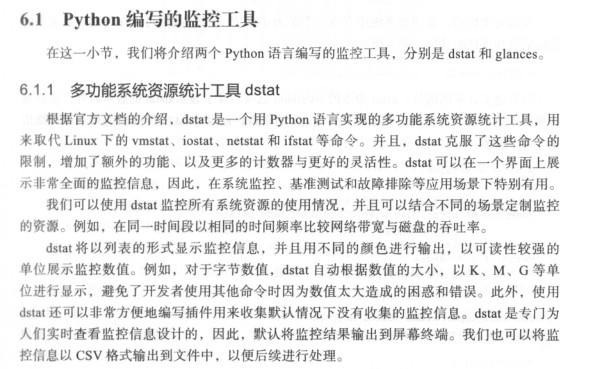 6.1 Python 编写的监控工具
在这一小节，我们将介绍两个 Python 语言编写的监控工具，分别是 dstat 和 glances。
6.1.1 多功能系统资源统计工具 dstat
根据官方文档的介绍，dstat 是一个用 Python 语言实现的多功能系统资源统计工具，用
来取代 Linux 下的 vmstat、iostat、netstat 和 ifstat 等命令。并且，dstat 克服了这些命令的
限制，增加了额外的功能、以及更多的计数器与更好的灵活性。dstat 可以在一个界面上展
示非常全面的监控信息，因此，在系统监控、基准测试和故障排除等应用场景下特别有用。
我们可以使用 dstat 监控所有系统资源的使用情况，并且可以结合不同的场景定制监控
的资源。例如，在同一时间段以相同的时间频率比较网络带宽与磁盘的吞吐率。
dstat 将以列表的形式显示监控信息，并且用不同的颜色进行输出，以可读性较强的
单位展示监控数值。例如，对于字节数值，dstat 自动根据数值的大小，以 K、M、G 等单
位进行显示，避免了开发者使用其他命令时因为数值太大造成的困惑和错误。此外，使用
dstat 还可以非常方便地编写插件用来收集默认情况下没有收集的监控信息。dstat 是专门为
人们实时查看监控信息设计的，因此，默认将监控结果输出到屏幕终端。我们也可以将监
控信息以 CSV 格式输出到文件中，以便后续进行处理。